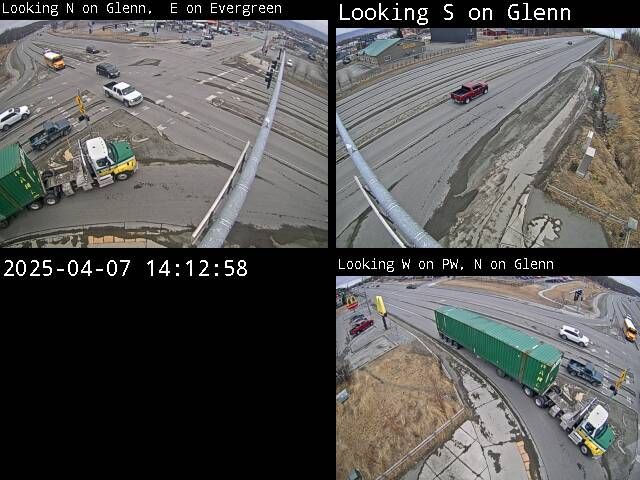 Looking N on Glenn,  E on Evergreen
Looking S on Glenn
2025-04-07 14:12:58
Looking W on PW, N on Glenn